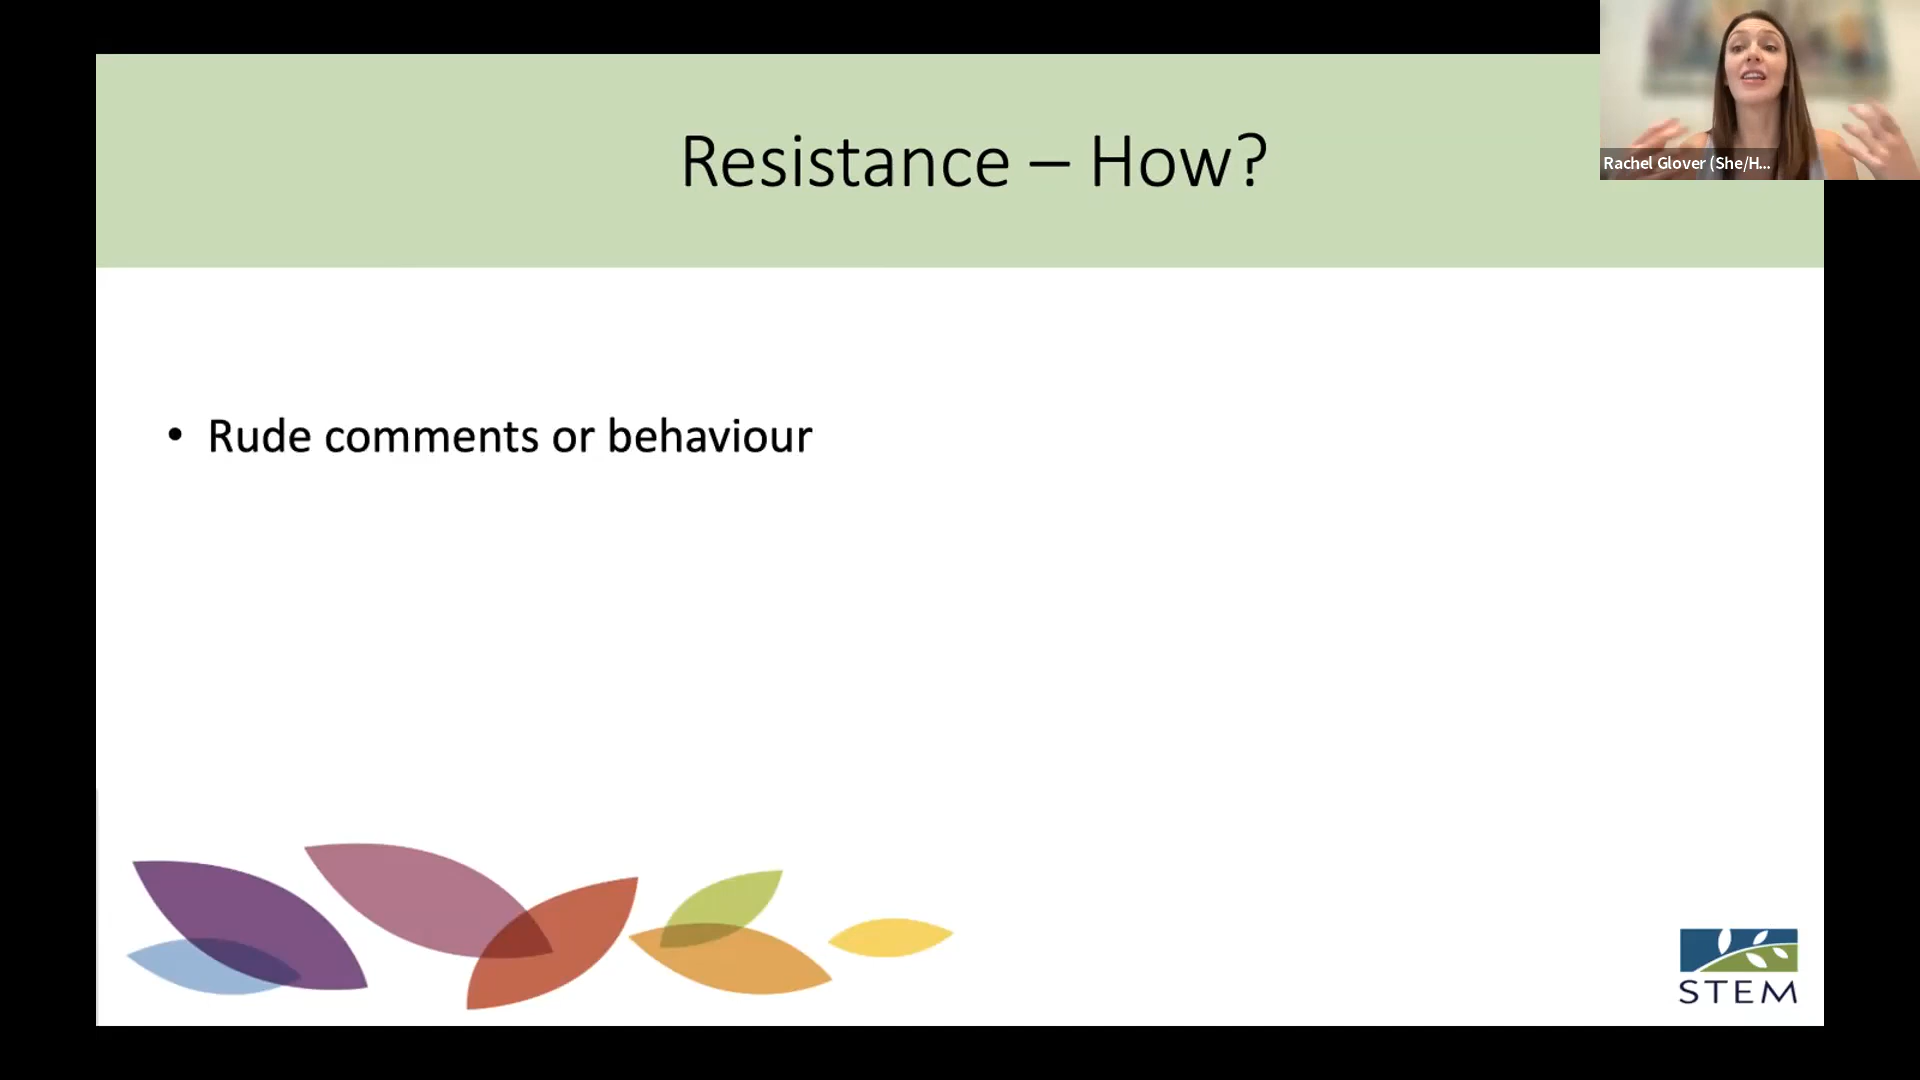 Resistance – How?
Rachel Glover (She/H...
• Rude comments or behaviour
STEM